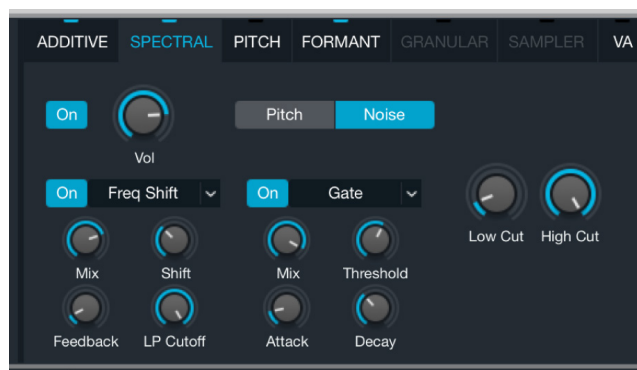 ADDITIVE SPECTRAL PITCH FORMANT GRANULAR SAMPLER VA
On Pitch Noise
Vol
On Freq Shift On Gate
Low Cut High Cut
Mix Shift Mix Threshold
Feedback LP Cutoff Attack Decay